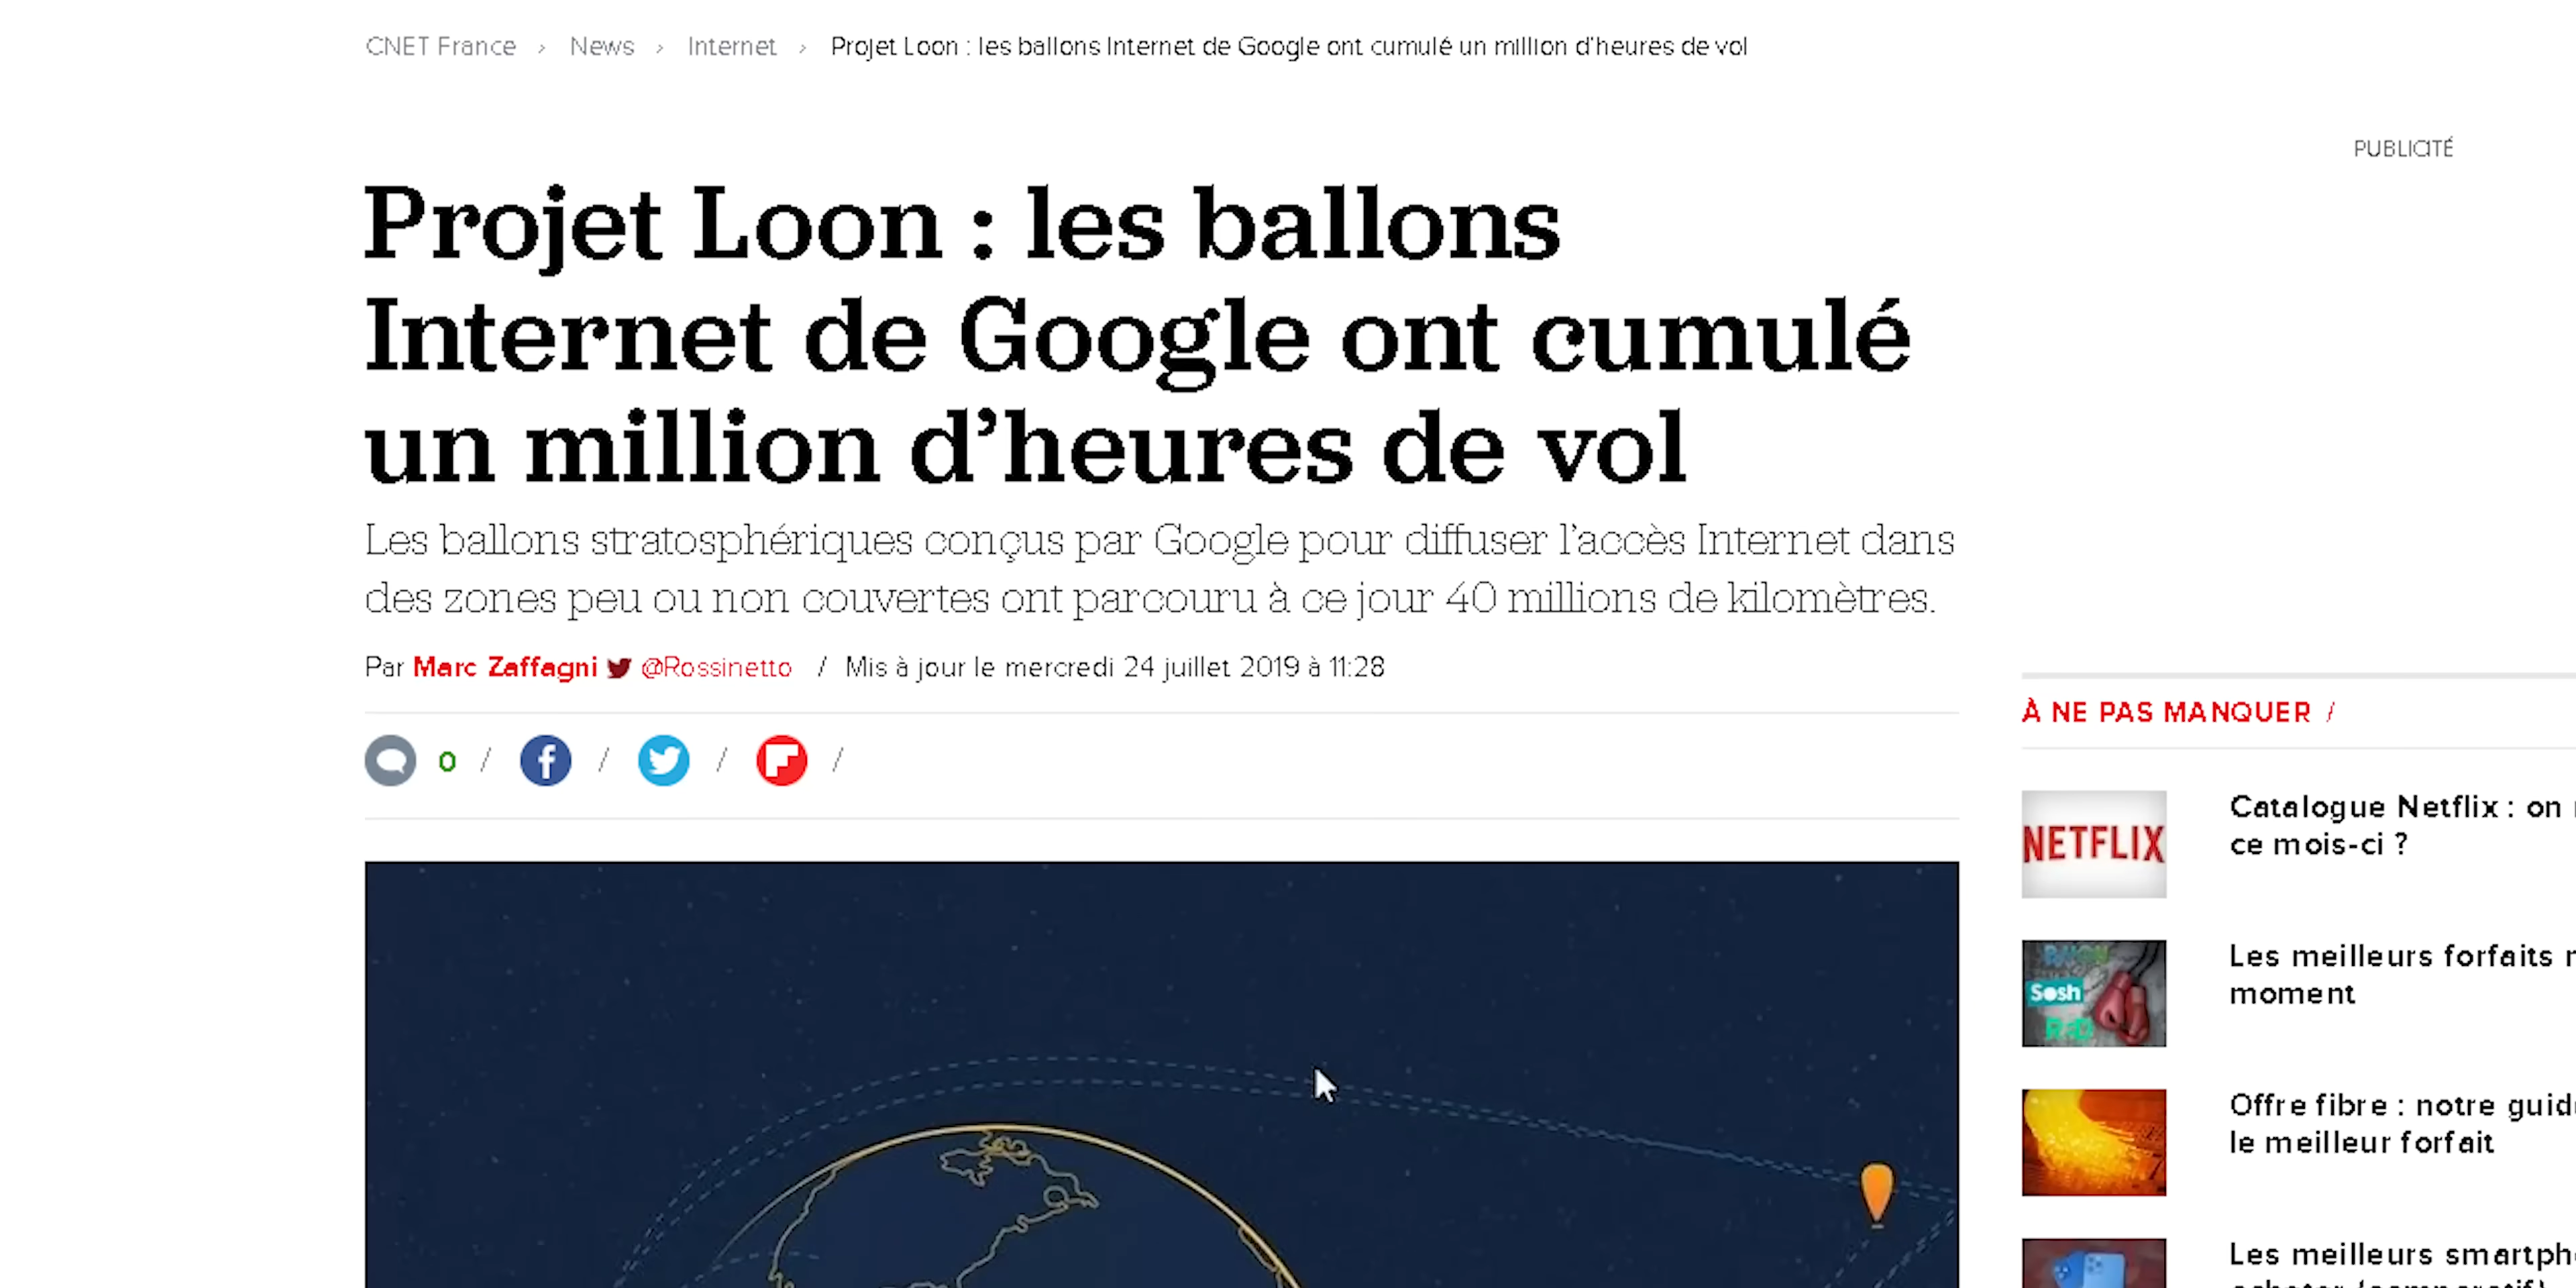 CNET France > News > Internet > Projet Loon : les ballons Internet de Google ont cumulé un million d'heures de vol
PUBLICITÉ
Projet Loon : les ballons
Internet de Google ont cumulé
un million d’heures de vol
Les ballons stratosphériques conçus par Google pour diffuser l’accès Internet dans
des zones peu ou non couvertes ont parcouru à ce jour 40 millions de kilomètres.
Par Marc Zaffagni @Rossinetto / Mis à jour le mercredi 24 juillet 2019 à 11:28
0 / / / /
À NE PAS MANQUER /
NETFLIX
Catalogue Netflix : on
ce mois-ci ?
Sosh
Les meilleurs forfaits
moment
Offre fibre : notre
le meilleur forfait
Les meilleurs